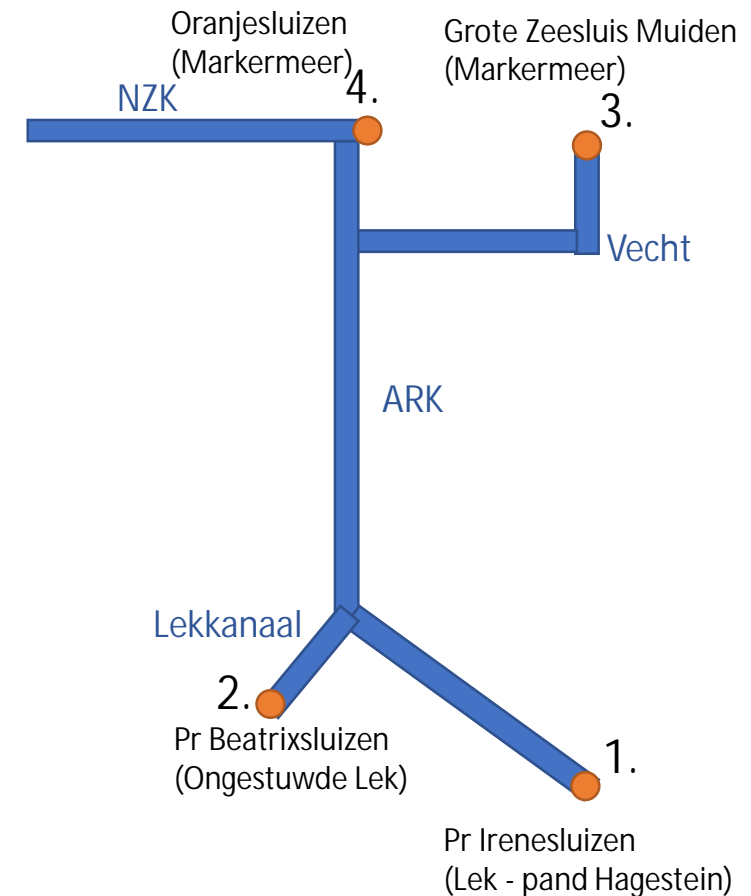 Oranjesluizen
(Markermeer)
4.
Grote Zeesluis Muiden
(Markermeer)
3.
NZK
Vecht
ARK
Lekkanaal
2.
Pr Beatrixsluizen
(Ongestuwde Lek)
1.
Pr Irenesluizen
(Lek - pand Hagestein)